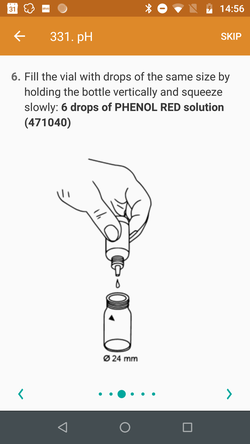 31
14:56
331. pH
SKIP
6. Fill the vial with drops of the same size by
holding the bottle vertically and squeeze
slowly: 6 drops of PHENOL RED solution
(471040)
Ø 24 mm